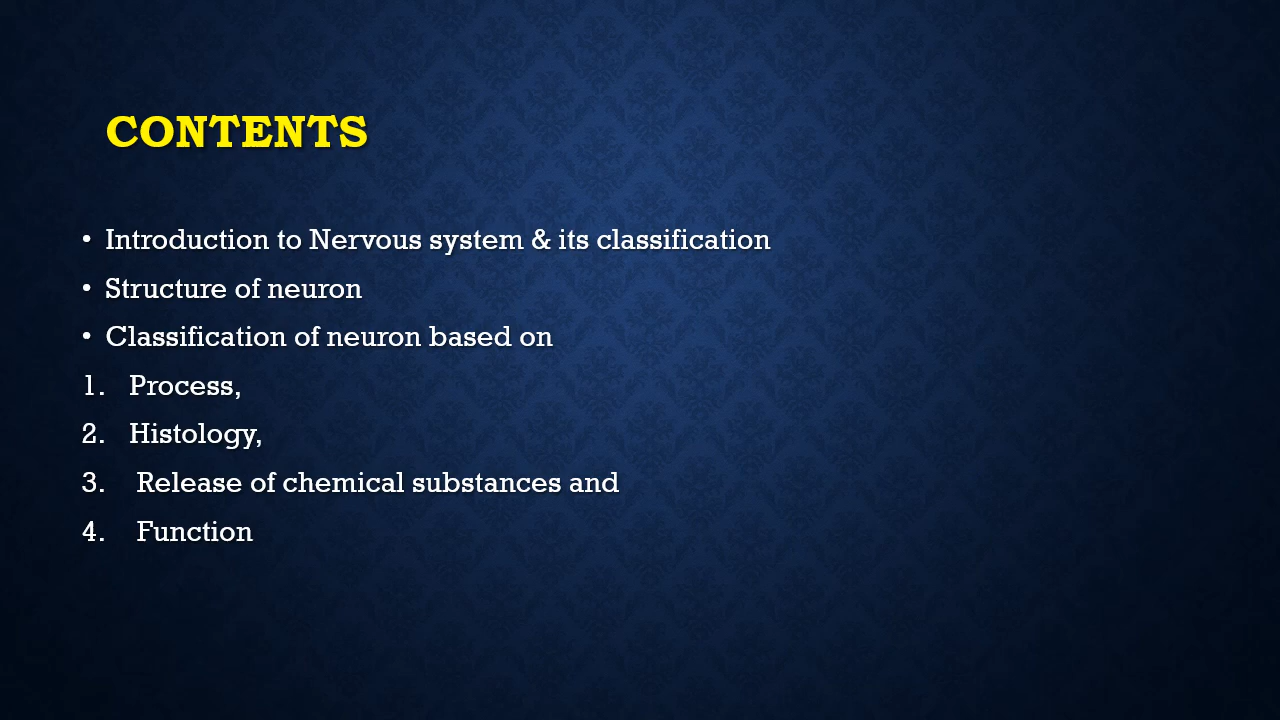 CONTENTS
• Introduction to Nervous system & its classification
• Structure of neuron
• Classification of neuron based on
1. Process,
2. Histology,
3. Release of chemical substances and
4. Function